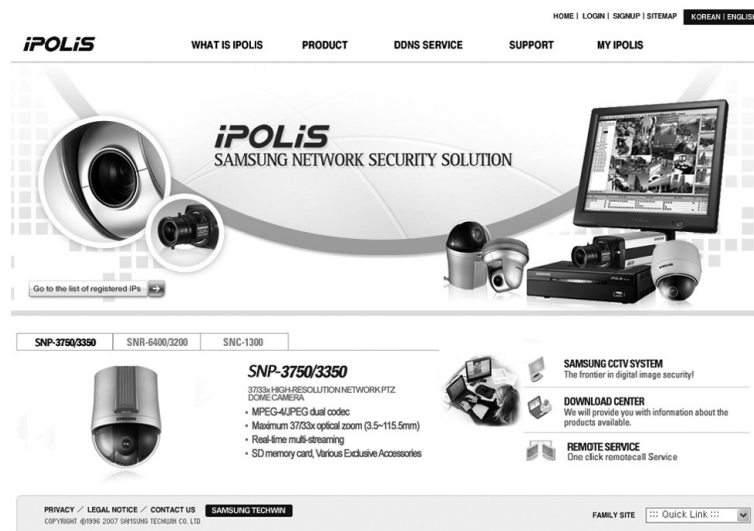 HOME | LOGIN | SIGNUP | SITEMAP KOREAN | ENGLISH
iPOLiS
WHAT IS IPOLIS PRODUCT DDNS SERVICE SUPPORT MY IPOLIS
iPOLiS
SAMSUNG NETWORK SECURITY SOLUTION
Go to the list of registered IPs
SNP-3750/3350 SNR-6400/3200 SNC-1300
SNP-3750/3350
37/33x HIGH-RESOLUTION NETWORK PTZ
DOME CAMERA
• MPEG-4/JPEG dual codec
• Maximum 37/33x optical zoom (3.5~115.5mm)
• Real-time multi-streaming
• SD memory card, Various Exclusive Accessories
SAMSUNG CCTV SYSTEM
The frontier in digital image security!
DOWNLOAD CENTER
We will provide you with information about the
products available.
REMOTE SERVICE
One click remotecall Service
PRIVACY / LEGAL NOTICE / CONTACT US SAMSUNG TECHWIN
COPYRIGHT @1996 2007 SAMSUNG TECHWIN CO. LTD
FAMILY SITE ::: Quick Link :::